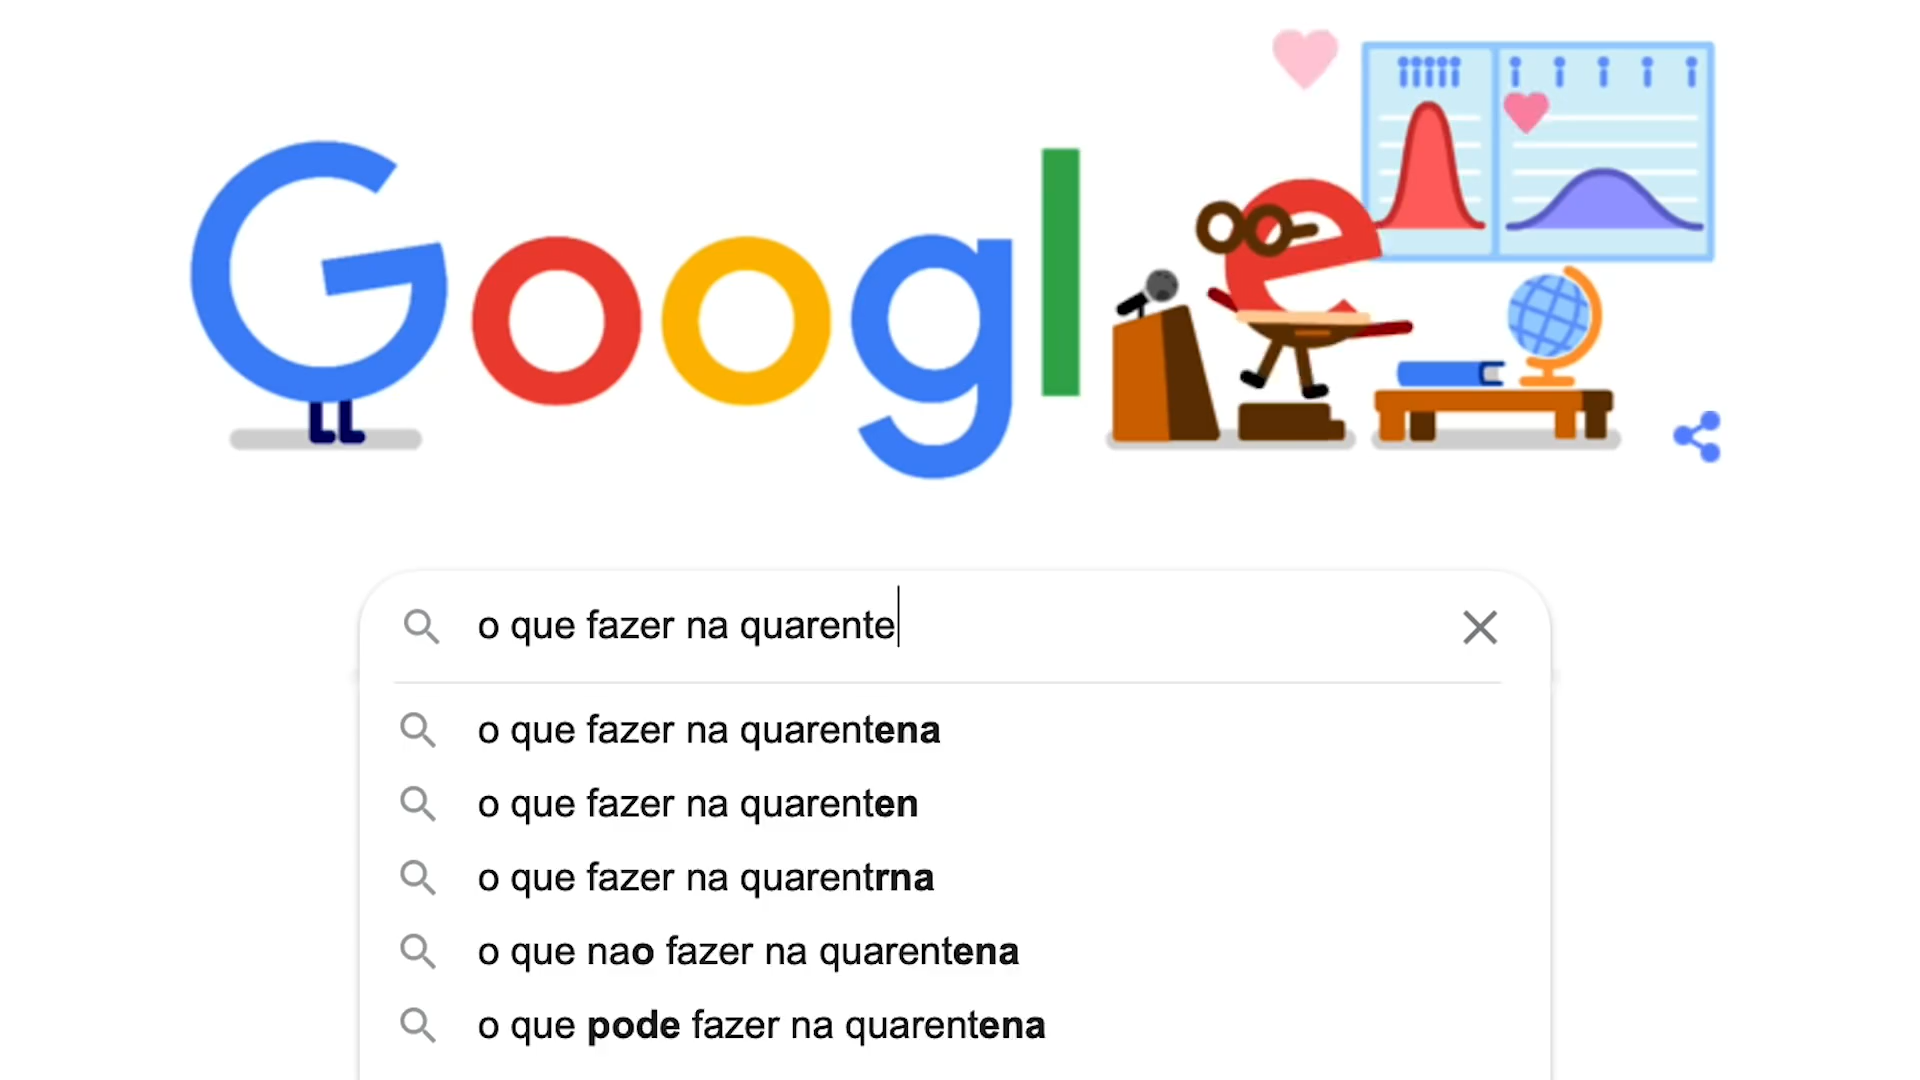 Google
o que fazer na quarente
o que fazer na quarentena
o que fazer na quarenten
o que fazer na quarentrna
o que nao fazer na quarentena
o que pode fazer na quarentena